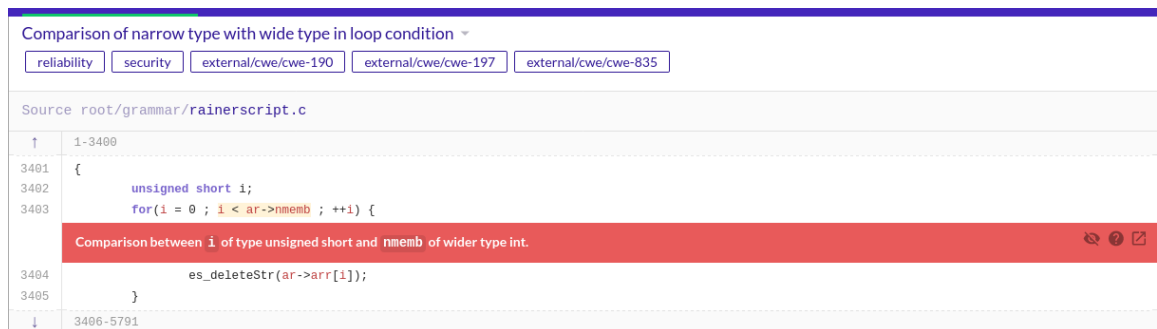 Comparison of narrow type with wide type in loop condition
reliability security external/cwe/cwe-190 external/cwe/cwe-197 external/cwe/cwe-835
Source root/grammar/rainerscript.c
↑ 1-3400
3401 {
3402 unsigned short i;
3403 for(i = 0 ; i < ar->nmemb ; ++i) {
Comparison between i of type unsigned short and nmemb of wider type int.
3404 es_deleteStr(ar->arr[i]);
3405 }
↓ 3406-5791